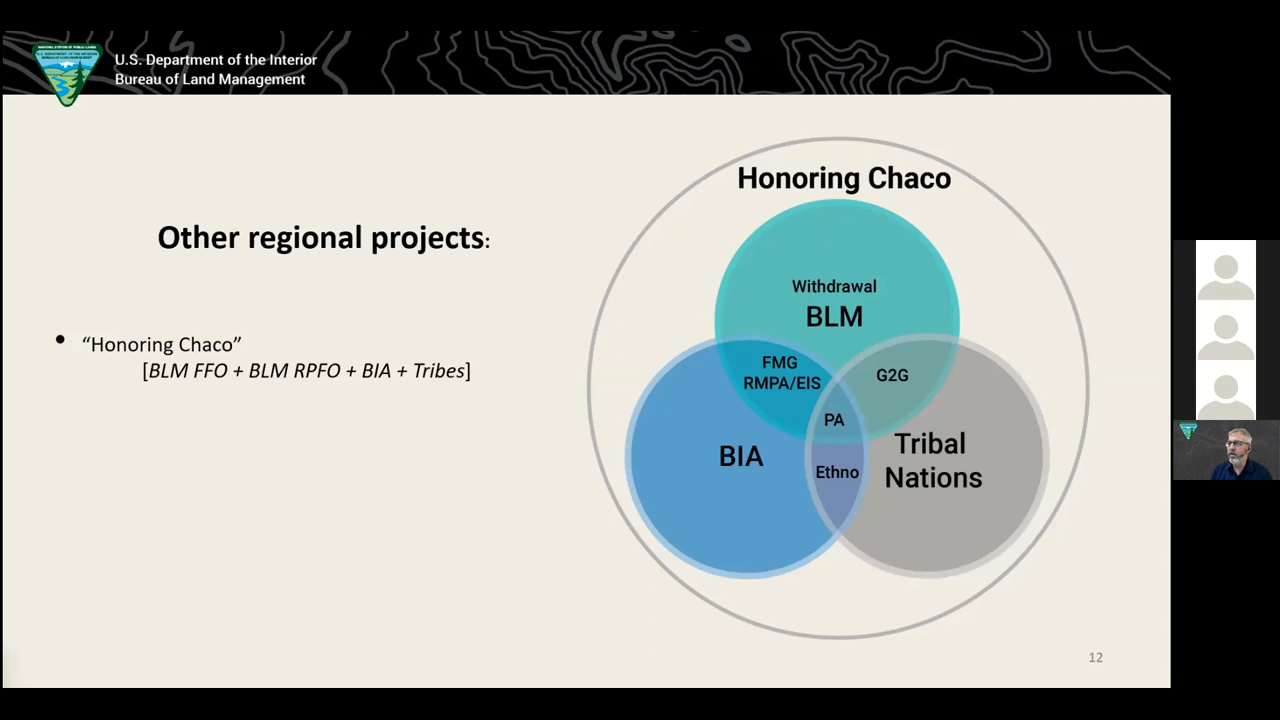 U.S. Department of the Interior
Bureau of Land Management
Other regional projects:
• “Honoring Chaco”
[BLM FFO + BLM RPFO + BIA + Tribes]
Honoring Chaco
Withdrawal
BLM
FMG
RMPA/EIS
G2G
PA
BIA
Tribal
Nations
Ethno
12